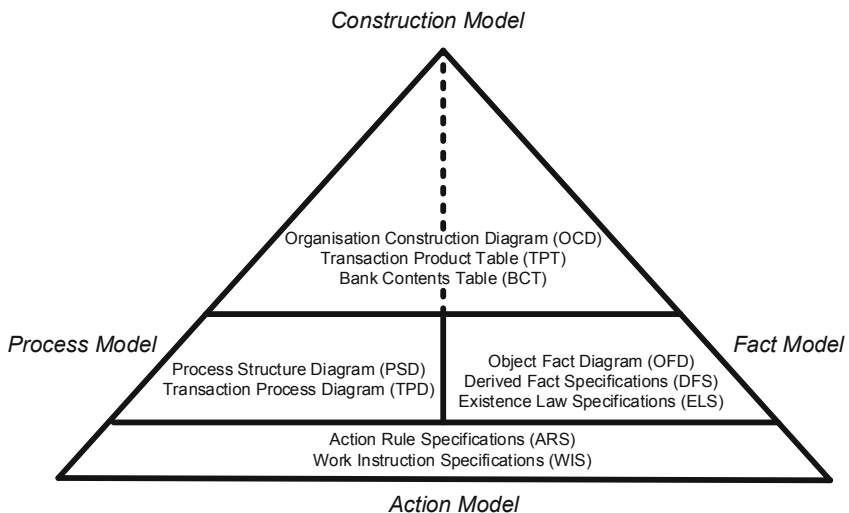 Construction Model
Organisation Construction Diagram (OCD)
Transaction Product Table (TPT)
Bank Contents Table (BCT)
Process Model
Fact Model
Process Structure Diagram (PSD)
Transaction Process Diagram (TPD)
Object Fact Diagram (OFD)
Derived Fact Specifications (DFS)
Existence Law Specifications (ELS)
Action Rule Specifications (ARS)
Work Instruction Specifications (WIS)
Action Model